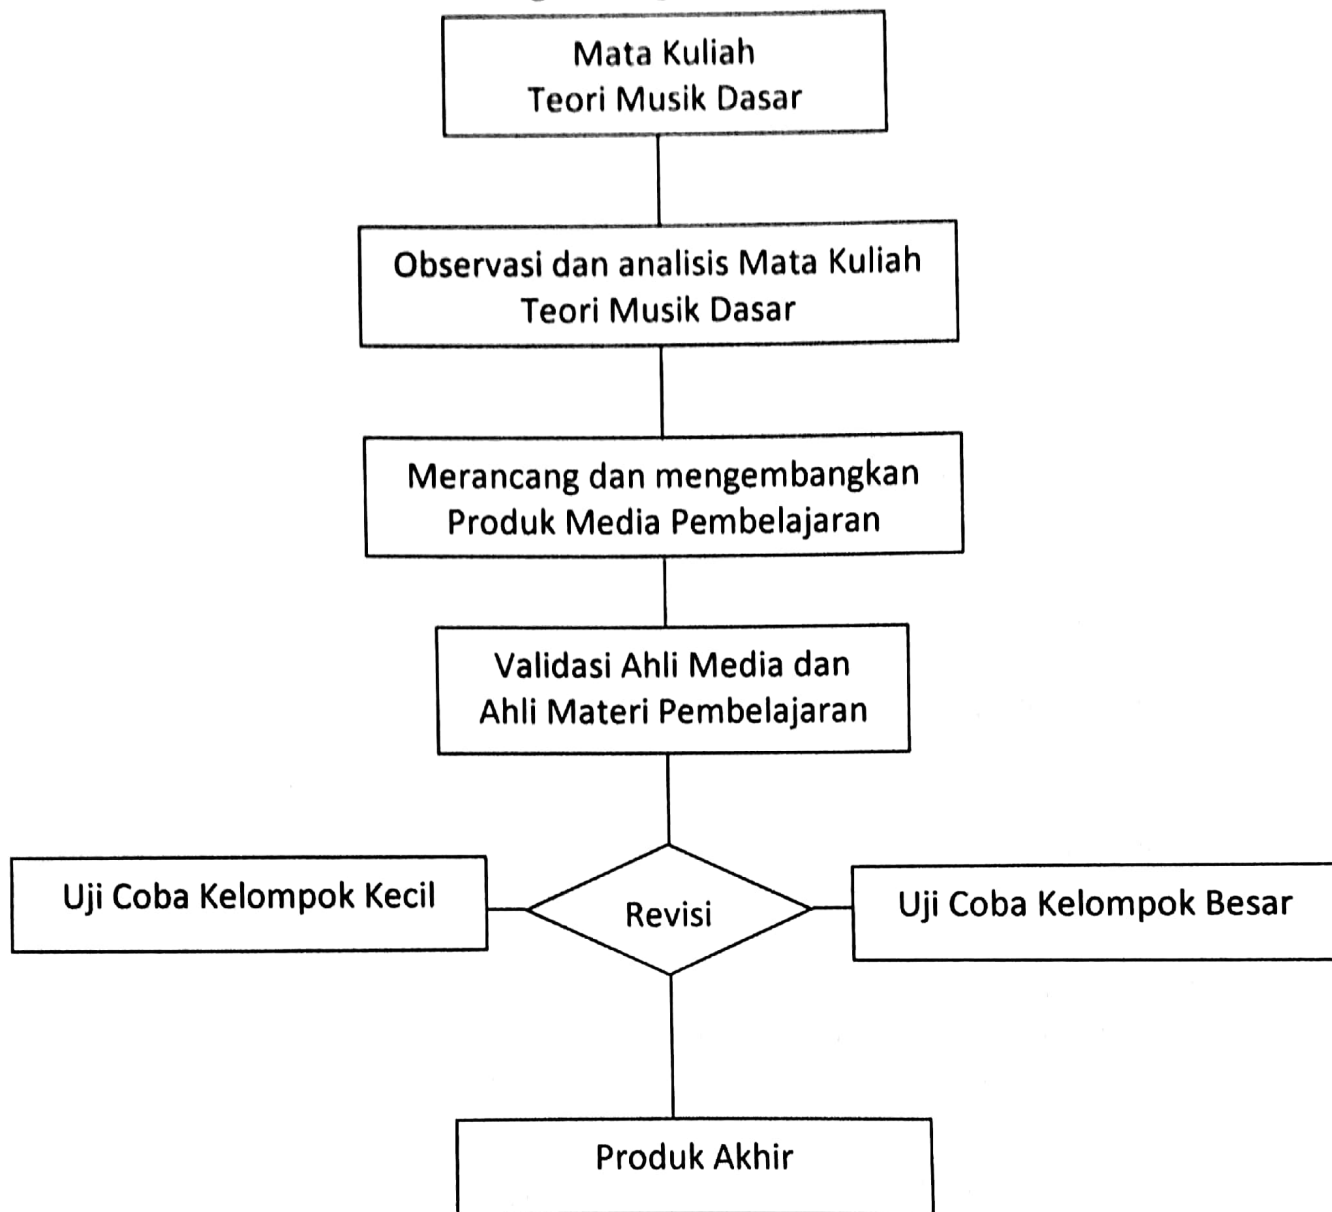 Mata Kuliah
Teori Musik Dasar
Observasi dan analisis Mata Kuliah
Teori Musik Dasar
Merancang dan mengembangkan
Produk Media Pembelajaran
Validasi Ahli Media dan
Ahli Materi Pembelajaran
Uji Coba Kelompok Kecil
Revisi
Uji Coba Kelompok Besar
Produk Akhir